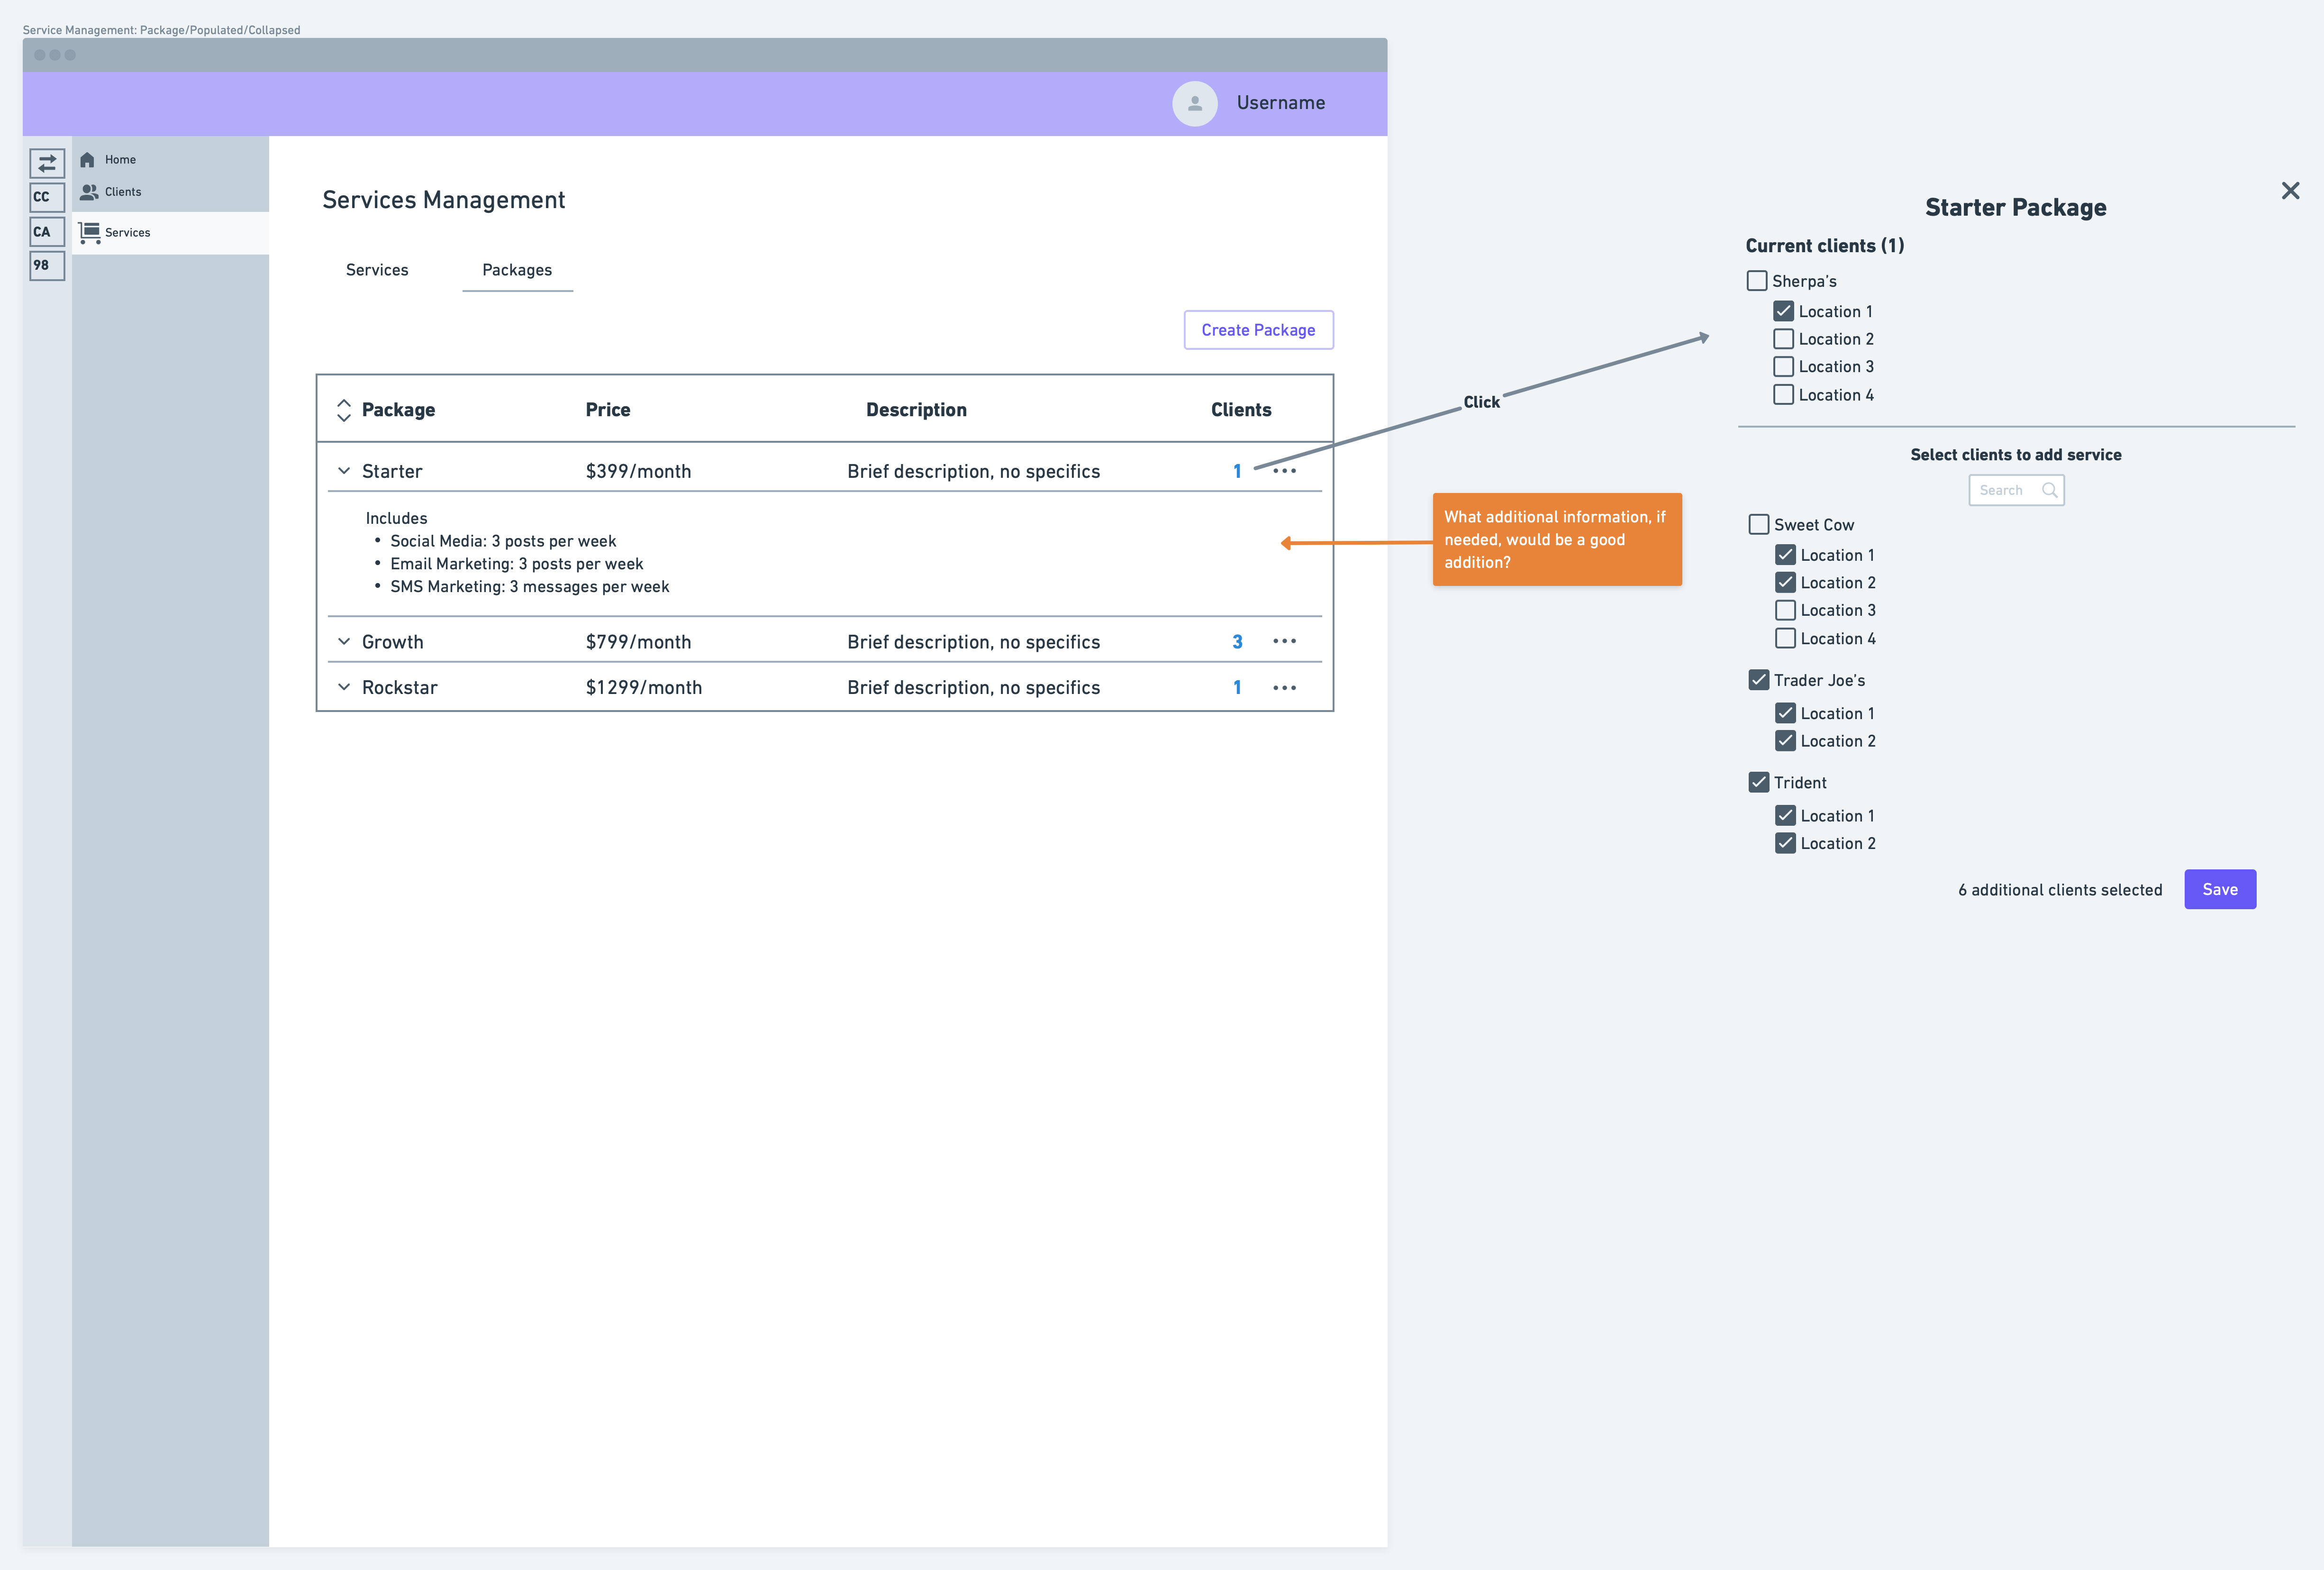 Service Management: Package/Populated/Collapsed
Username
CC
CA
98
Home
Clients
Services
Services Management
Services
Packages
Create Package
Package Price Description Clients
Starter $399/month Brief description, no specifics 1
Includes
• Social Media: 3 posts per week
• Email Marketing: 3 posts per week
• SMS Marketing: 3 messages per week
Growth $799/month Brief description, no specifics 3
Rockstar $1299/month Brief description, no specifics 1
Click
What additional information, if
needed, would be a good
addition?
Starter Package
Current clients (1)
Sherpa’s
Location 1
Location 2
Location 3
Location 4
Select clients to add service
Search
Sweet Cow
Location 1
Location 2
Location 3
Location 4
Trader Joe’s
Location 1
Location 2
Trident
Location 1
Location 2
6 additional clients selected
Save